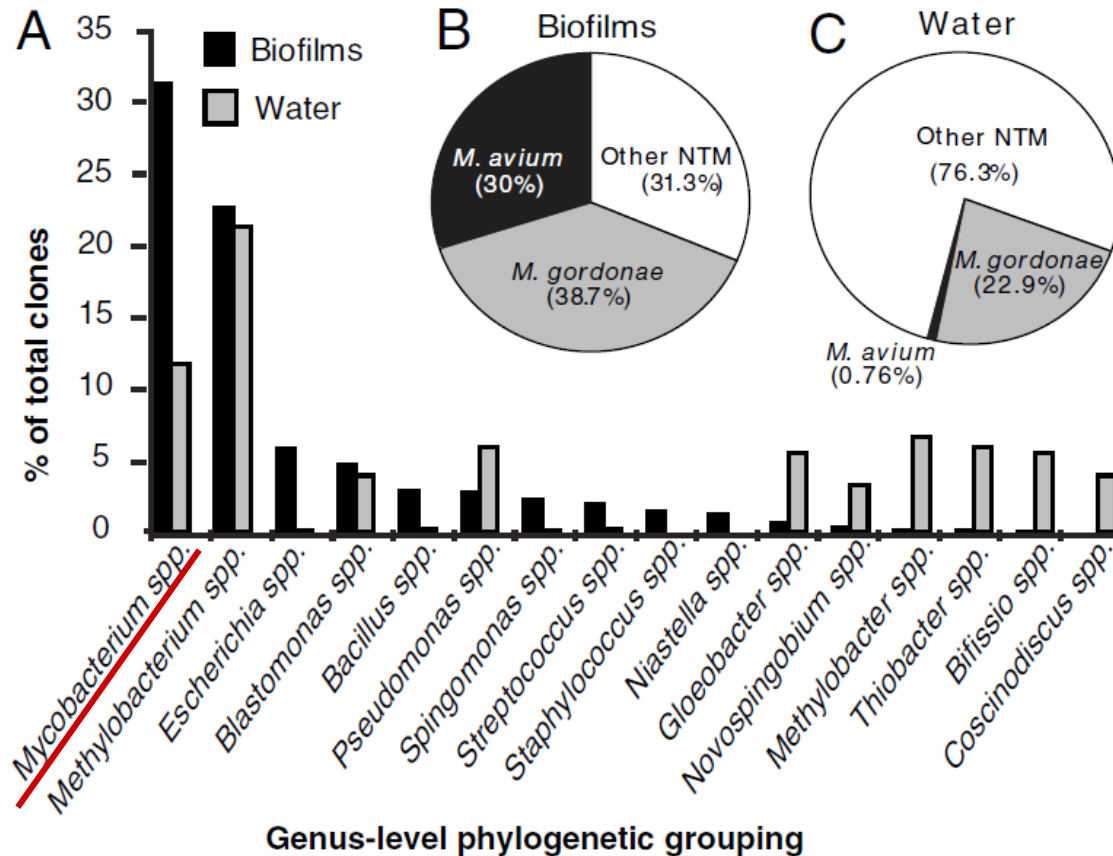 A
35
30
25
20
15
10
5
0
% of total clones
Biofilms
Water
B
Biofilms
M. avium
(30%)
Other NTM
(31.3%)
M. gordonae
(38.7%)
C
Water
Other NTM
(76.3%)
M. gordonae
(22.9%)
M. avium
(0.76%)
Mycobacterium spp.
Methylobacterium spp.
Escherichia spp.
Blastomonas spp.
Bacillus spp.
Pseudomonas spp.
Spingomonas spp.
Streptococcus spp.
Staphylococcus spp.
Niastella spp.
Gloeobacter spp.
Novospingobium spp.
Methylobacter spp.
Thiobacter spp.
Bifissio spp.
Coscinodiscus spp.
Genus-level phylogenetic grouping